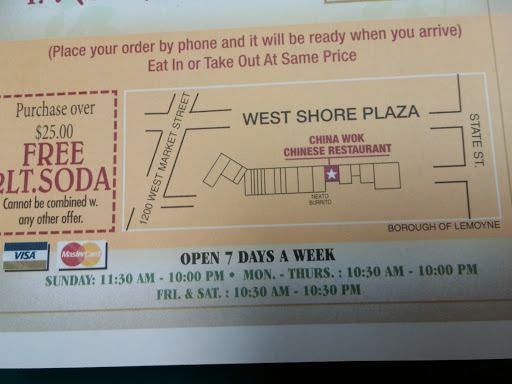 (Place your order by phone and it will be ready when you arrive)
Eat In or Take Out At Same Price
Purchase over
$25.00
FREE
2LT.SODA
Cannot be combined w.
any other offer.
1200 WEST MARKET STREET
WEST SHORE PLAZA
CHINA WOK
CHINESE RESTAURANT
NEATO
BURRITO
STATE ST.
BOROUGH OF LEMOYNE
VISA
MasterCard
OPEN 7 DAYS A WEEK
SUNDAY: 11:30 AM - 10:00 PM • MON. - THURS. : 10:30 AM - 10:00 PM
FRI. & SAT. : 10:30 AM - 10:30 PM